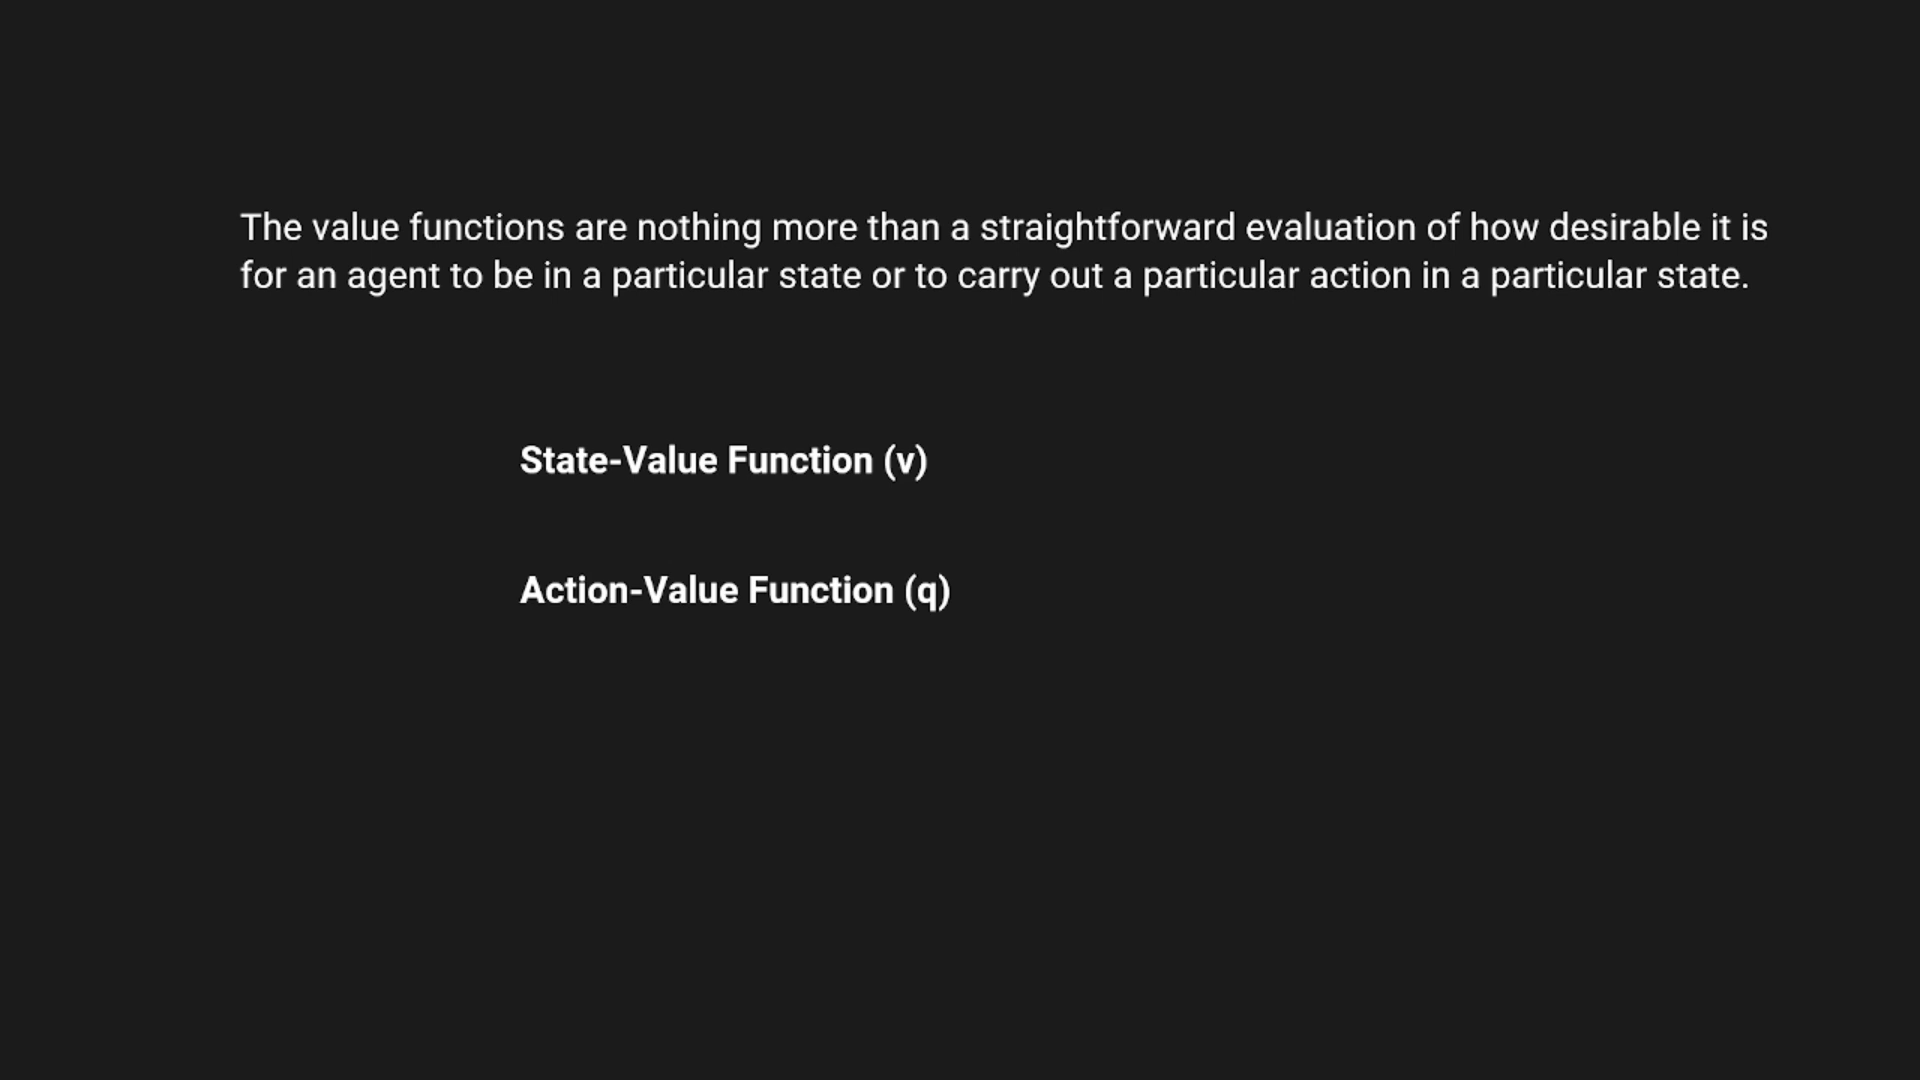 The value functions are nothing more than a straightforward evaluation of how desirable it is
for an agent to be in a particular state or to carry out a particular action in a particular state.
State-Value Function (v)
Action-Value Function (q)